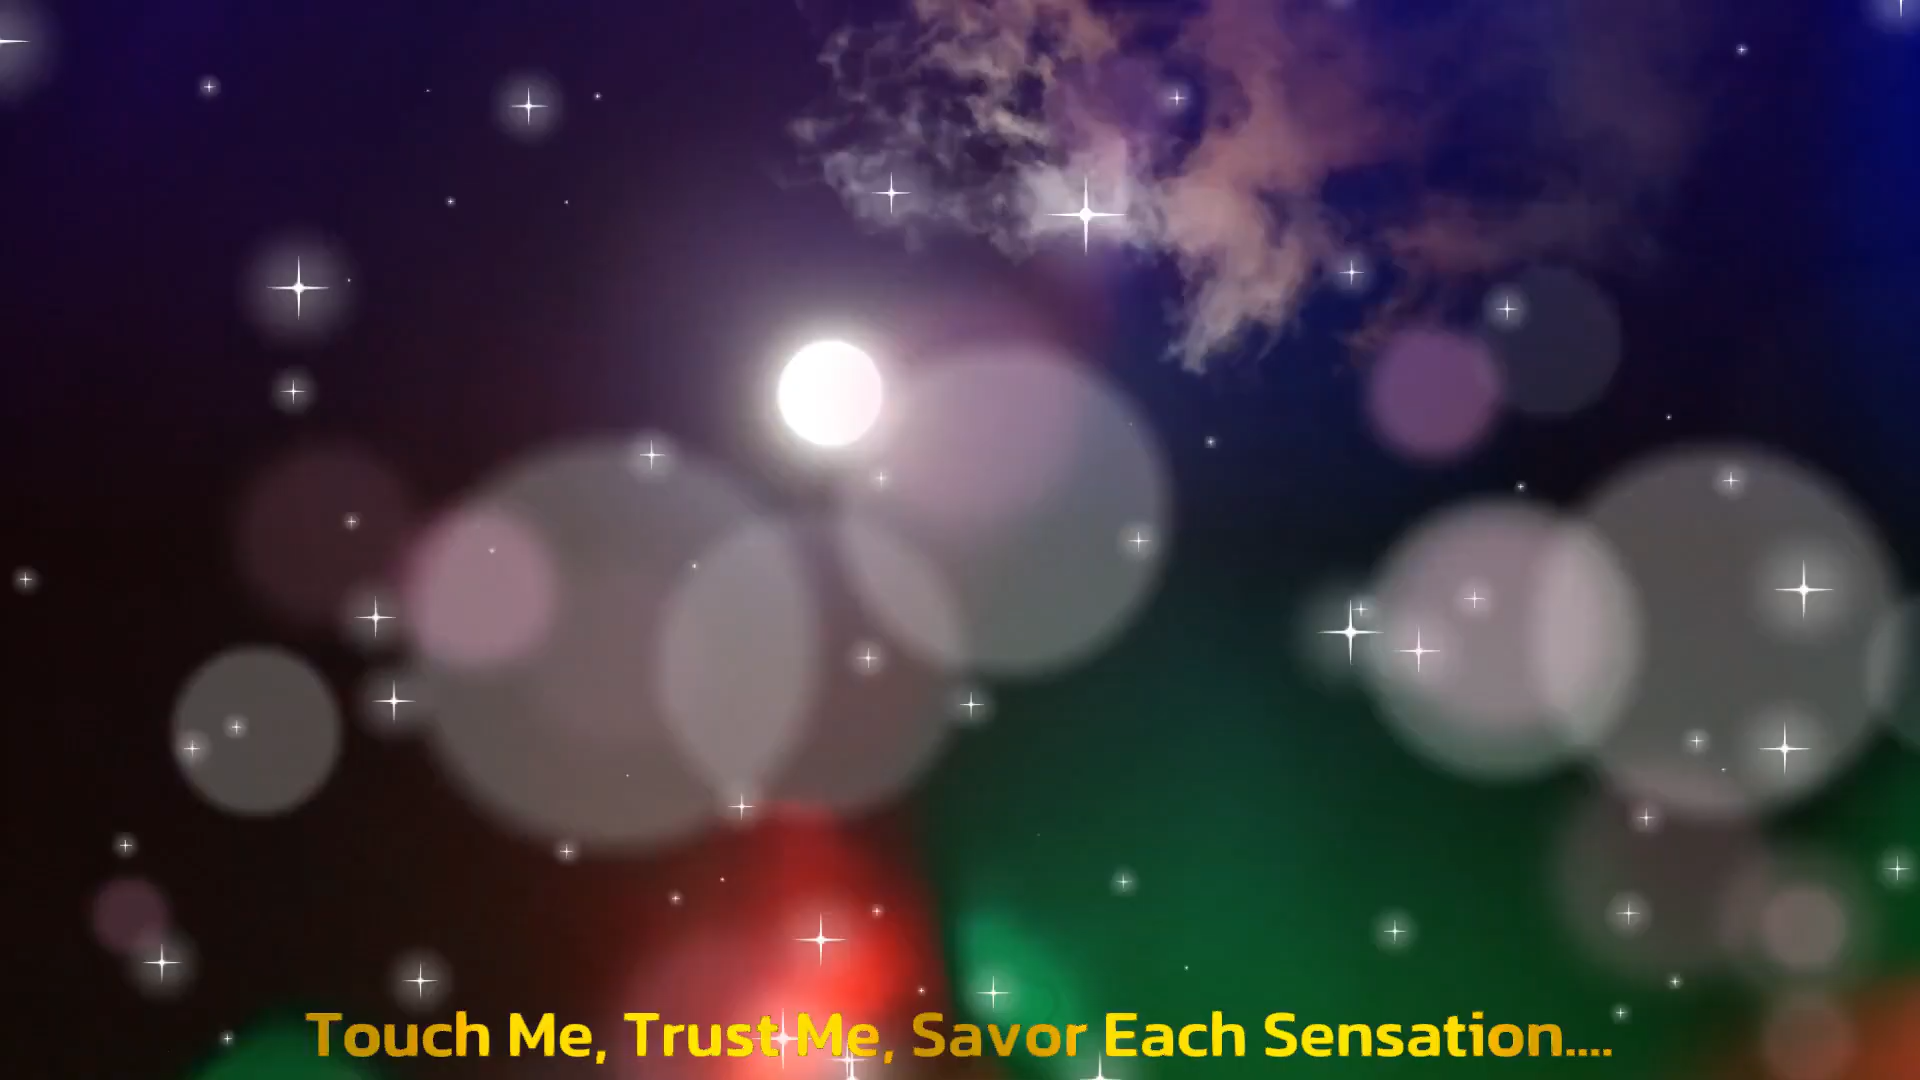 Touch Me, Trust Me, Savor Each Sensation....